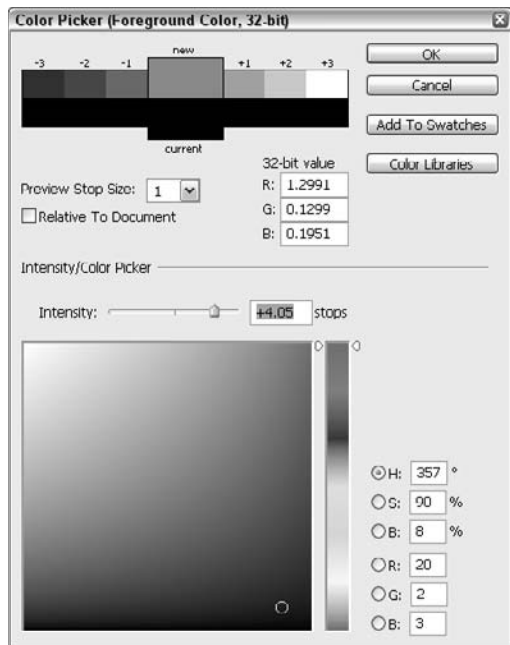 Color Picker (Foreground Color, 32-bit)
new
-3 -2 -1 +1 +2 +3
current
OK
Cancel
Add To Swatches
Color Libraries
Preview Stop Size: 1
Relative To Document
32-bit value
R: 1.2991
G: 0.1299
B: 0.1951
Intensity/Color Picker
Intensity: +4.05 stops
H: 357 °
S: 90 %
B: 8 %
R: 20
G: 2
B: 3